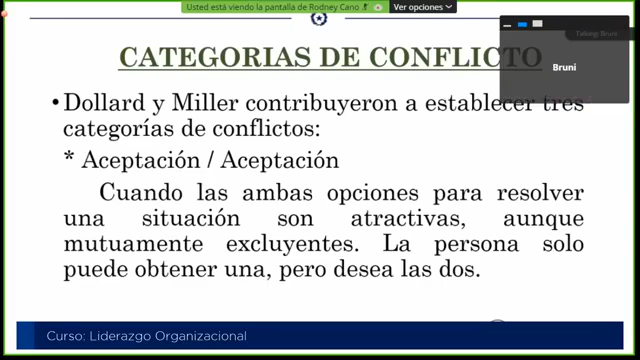 Usted está viendo la pantalla de Rodney Cano
Ver opciones
Talking: Bruni
Bruni
CATEGORIAS DE CONFLICTO
• Dollard y Miller contribuyeron a establecer tres
categorías de conflictos:
* Aceptación / Aceptación
Cuando las ambas opciones para resolver
una situación son atractivas, aunque
mutuamente excluyentes. La persona solo
puede obtener una, pero desea las dos.
Curso: Liderazgo Organizacional